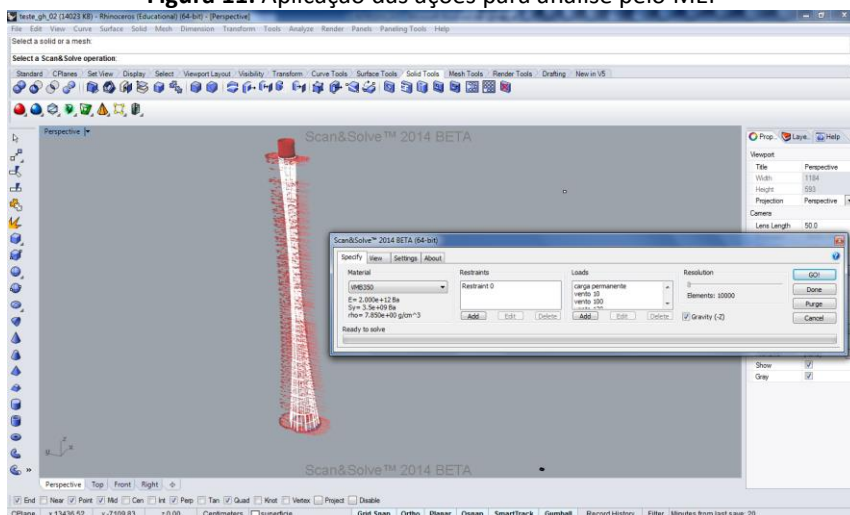 Figura 11. Aplicação das ações para análise pelo MEF
teste_gh_02 (14023 KB) - Rhinoceros (Educational) (64-bit) - [Perspective]
File Edit View Curve Surface Solid Mesh Dimension Transform Tools Analyze Render Panels Paneling Tools Help
Select a solid or a mesh:
Select a Scan&Solve operation:
Standard CPlanes Set View Display Select Viewport Layout Visibility Transform Curve Tools Surface Tools Solid Tools Mesh Tools Render Tools Drafting New in V5
Perspective
Scan&Solve™ 2014 BETA
Prop... Laye... Help
Viewport
Title Perspective
Width 1184
Height 593
Projection Perspective
Camera
Lens Length 50.0
Scan&Solve™ 2014 BETA (64-bit)
Specify View Settings About
Material Restraints Loads Resolution GO!
VMB350 Restraint 0 carga permanente
vento 10
vento 100
Elements: 10000 Done
E= 2.000e+12 Ba
Sy= 3.5e+09 Ba
rho= 7.850e+00 g/cm^3
Purge
Add Edit Delete Add Edit Delete Gravity (-Z) Cancel
Ready to solve
Show
Gray
z
y x
Scan&Solve™ 2014 BETA
Perspective Top Front Right
End Near Point Mid Cen Int Perp Tan Quad Knot Vertex Project Disable
CPlane x 13436.52 y -7109.83 z 0.00 Centimeters superficie Grid Snap Ortho Planar Osnap SmartTrack Gumball Record History Filter Minutes from last save: 20